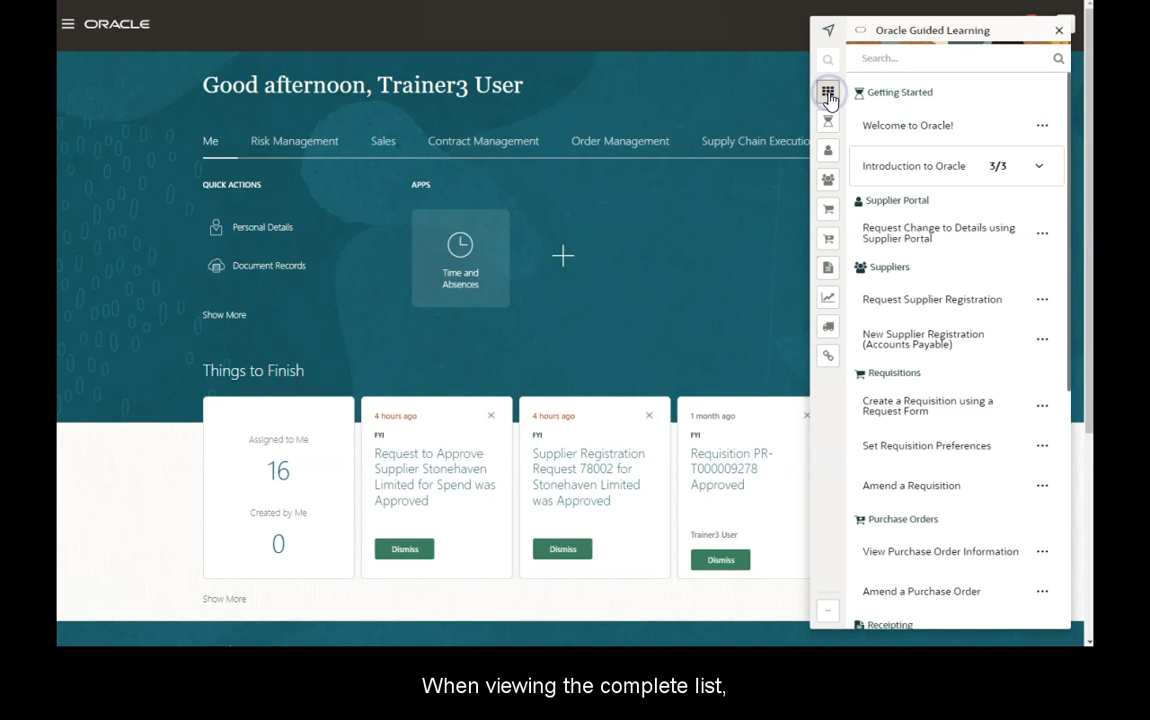 ORACLE
Good afternoon, Trainer3 User
Me
Risk Management
Sales
Contract Management
Order Management
Supply Chain Executio
QUICK ACTIONS
Personal Details
Document Records
Show More
APPS
Time and
Absences
Things to Finish
Assigned to Me
16
Created by Me
0
4 hours ago
FYI
Request to Approve
Supplier Stonehaven
Limited for Spend was
Approved
Dismiss
4 hours ago
FYI
Supplier Registration
Request 78002 for
Stonehaven Limited
was Approved
Dismiss
1 month ago
FYI
Requisition PR-
T000009278
Approved
Trainer3 User
Dismiss
Show More
Oracle Guided Learning
Search...
Getting Started
Welcome to Oracle!
Introduction to Oracle 3/3
Supplier Portal
Request Change to Details using
Supplier Portal
Suppliers
Request Supplier Registration
New Supplier Registration
(Accounts Payable)
Requisitions
Create a Requisition using a
Request Form
Set Requisition Preferences
Amend a Requisition
Purchase Orders
View Purchase Order Information
Amend a Purchase Order
Receipting
When viewing the complete list,